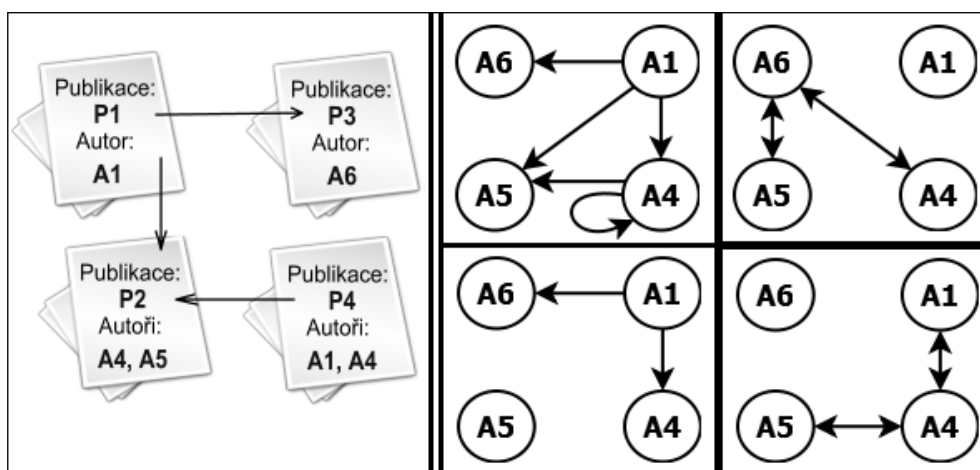 Publikace:
P1
Autor:
A1
Publikace:
P3
Autor:
A6
Publikace:
P2
Autoři:
A4, A5
Publikace:
P4
Autoři:
A1, A4
A6 A1
A5 A4
A6 A1
A5 A4
A6 A1
A5 A4
A6 A1
A5 A4